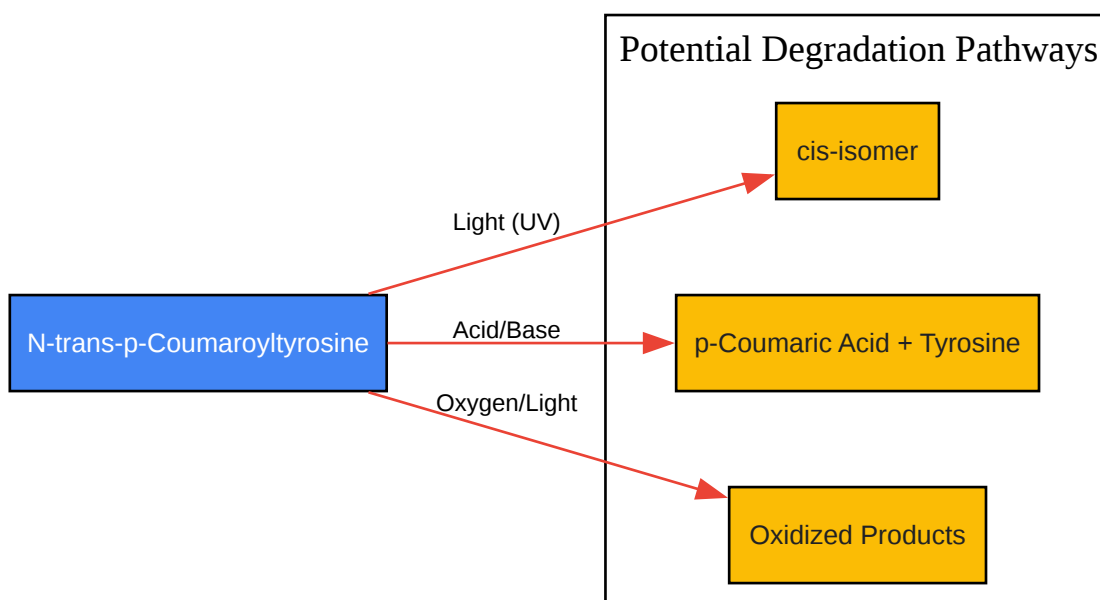 Potential Degradation Pathways
cis-isomer
Light (UV)
N-trans-p-Coumaroyltyrosine
Acid/Base
p-Coumaric Acid + Tyrosine
Oxygen/Light
Oxidized Products